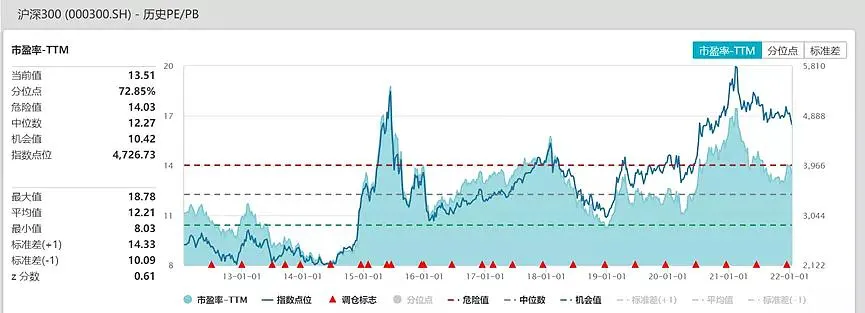 沪深300 (000300.SH) - 历史PE/PB
市盈率-TTM
市盈率-TTM 分位点 标准差
当前值 13.51
分位点 72.85%
危险值 14.03
中位数 12.27
机会值 10.42
指数点位 4,726.73
最大值 18.78
平均值 12.21
最小值 8.03
标准差(+1) 14.33
标准差(-1) 10.09
z 分数 0.61
20 5,810
17 4,888
14 3,966
11 3,044
8 2,122
13-01-01 14-01-01 15-01-01 16-01-01 17-01-01 18-01-01 19-01-01 20-01-01 21-01-01 22-01-01
市盈率-TTM 指数点位 调仓标志 分位点 危险值 中位数 机会值 标准差(+1) 平均值 标准差(-1)